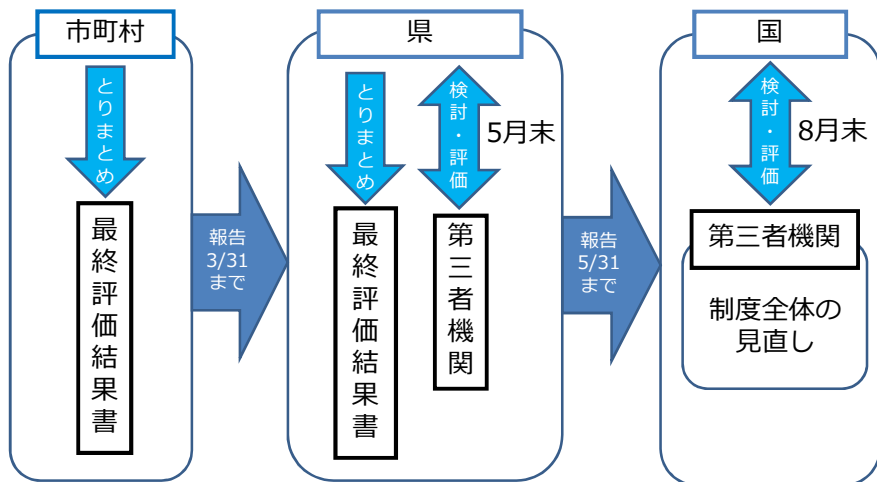 市町村
とりまとめ
最終評価結果書
報告
3/31
まで
県
とりまとめ
検討・評価
5月末
最終評価結果書
第三者機関
報告
5/31
まで
国
検討・評価
8月末
第三者機関
制度全体の
見直し